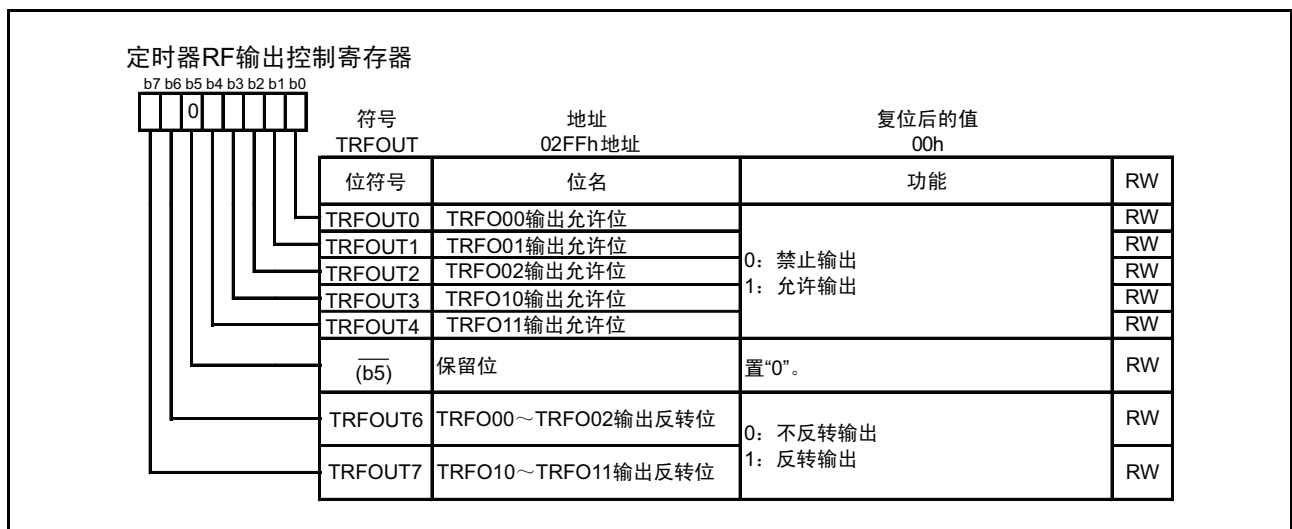 定时器RF输出控制寄存器
b7 b6 b5 b4 b3 b2 b1 b0
0
符号 地址 复位后的值
TRFOUT 02FFh地址 00h
位符号 位名 功能 RW
TRFOUT0 TRFO00输出允许位 RW
TRFOUT1 TRFO01输出允许位 RW
0：禁止输出
TRFOUT2 TRFO02输出允许位 RW
1：允许输出
TRFOUT3 TRFO10输出允许位 RW
TRFOUT4 TRFO11输出允许位 RW
— (b5) 保留位 置“0”。 RW
TRFOUT6 TRFO00～TRFO02输出反转位 RW
0：不反转输出
1：反转输出
TRFOUT7 TRFO10～TRFO11输出反转位 RW